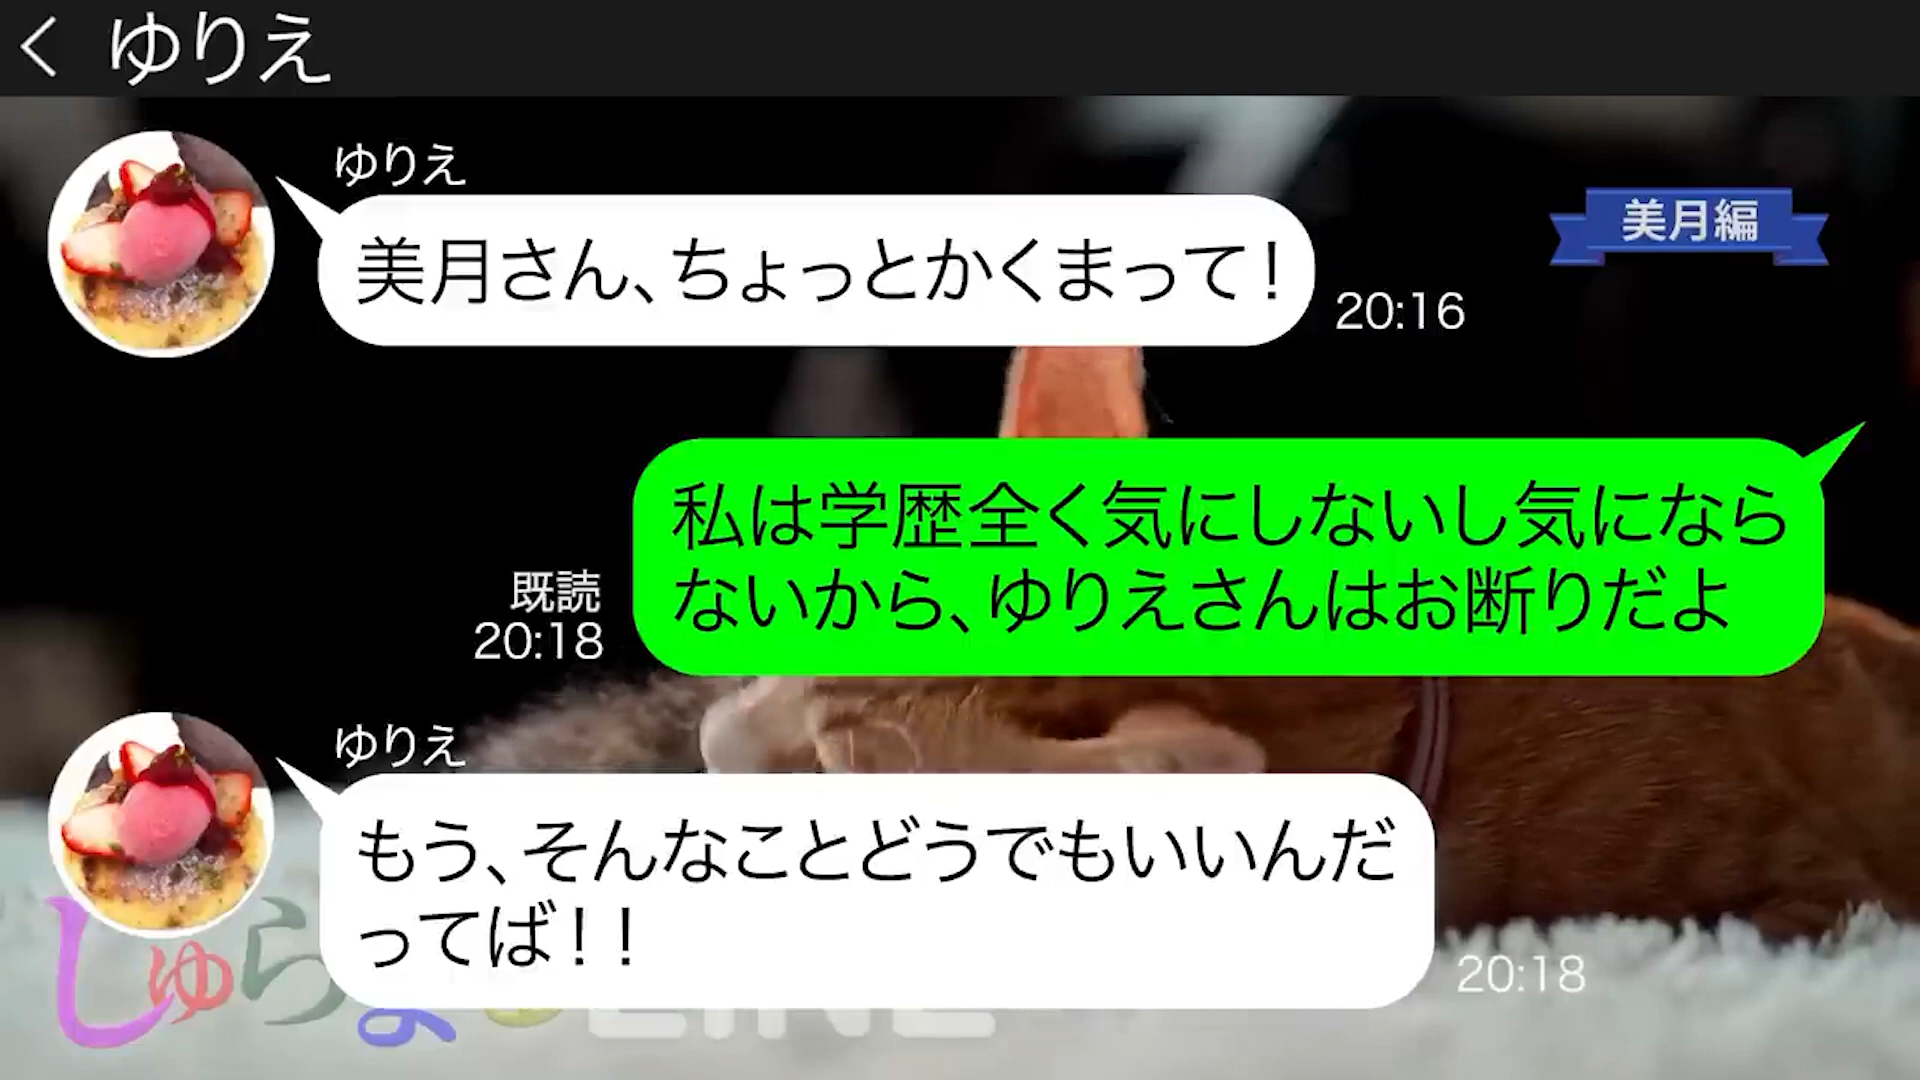 ゆりえ
ゆりえ
美月さん、ちょっとかくまって!
20:16
美月編
私は学歴全く気にしないし気になら
ないから、ゆりえさんはお断りだよ
既読
20:18
ゆりえ
もう、そんなことどうでもいいんだ
ってば!!
20:18
しゅら
LINE